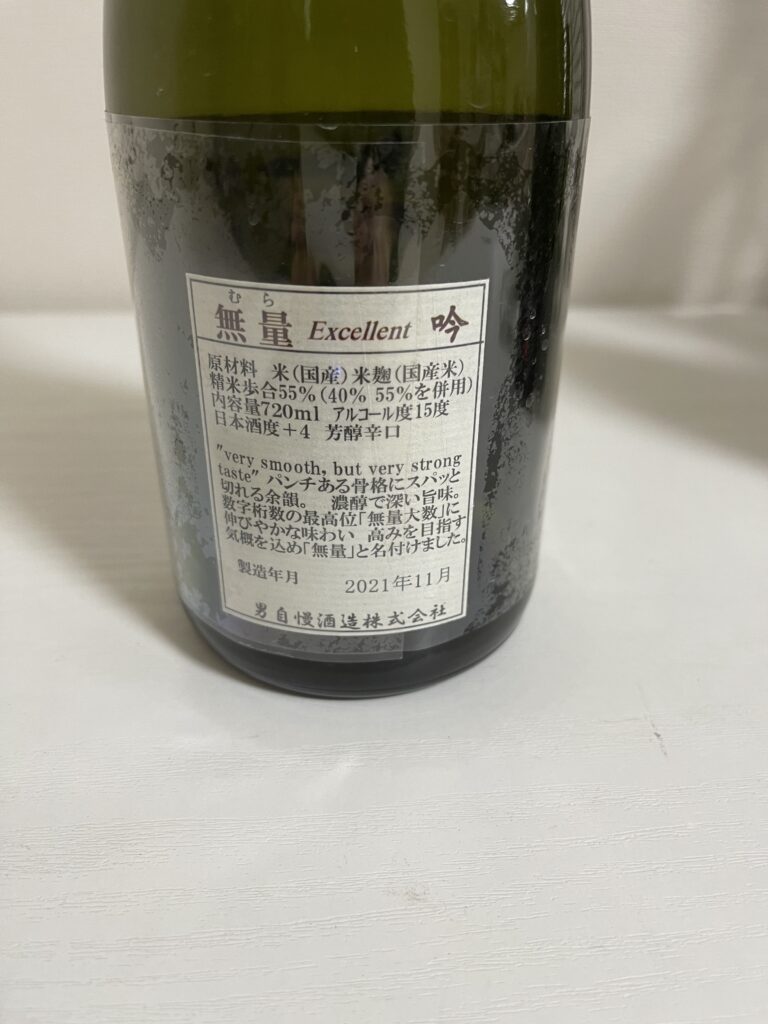 むら
無量 Excellent 吟
原材料 米(国産)米麹(国産米)
精米歩合55%(40% 55%を併用)
内容量720ml アルコール度15度
日本酒度+4 芳醇辛口
"very smooth, but very strong
taste" パンチある骨格にスパッと
切れる余韻。 濃醇で深い旨味。
数字桁数の最高位「無量大数」に
伸びやかな味わい 高みを目指す
気概を込め「無量」と名付けました。
製造年月 2021年11月
男自慢酒造株式会社